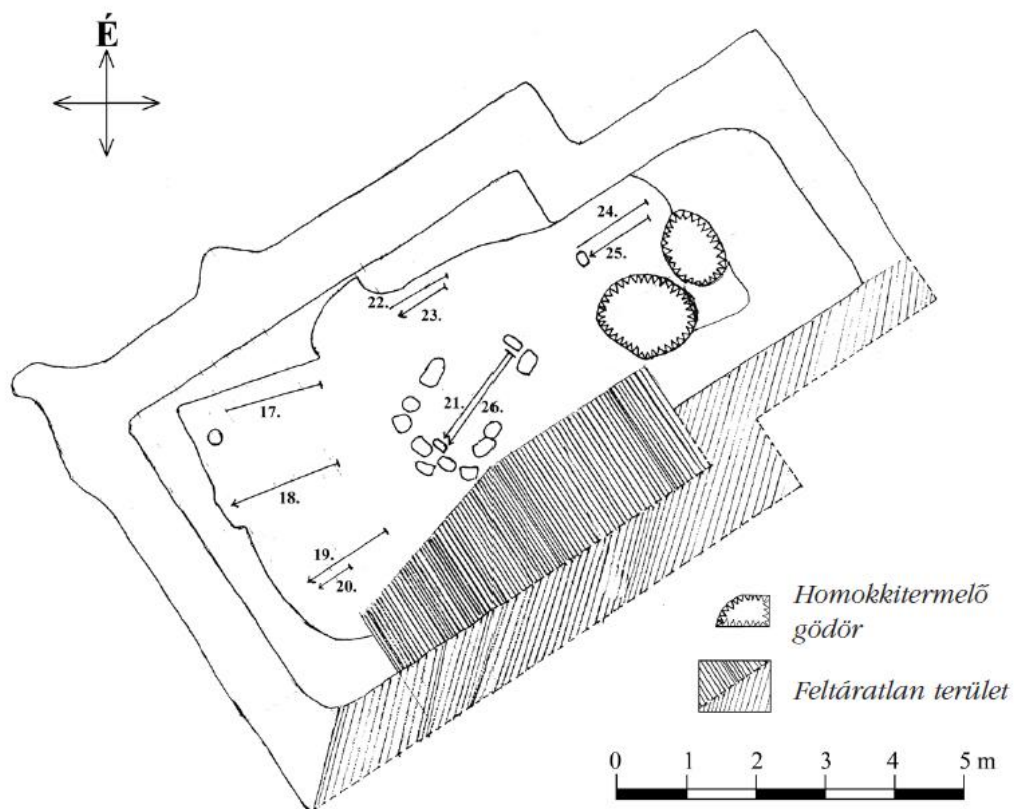 É
24.
25.
22.
23.
21.
26.
17.
18.
19.
20.
Homokkitermelő
gödör
Feltáratlan terület
0 1 2 3 4 5 m